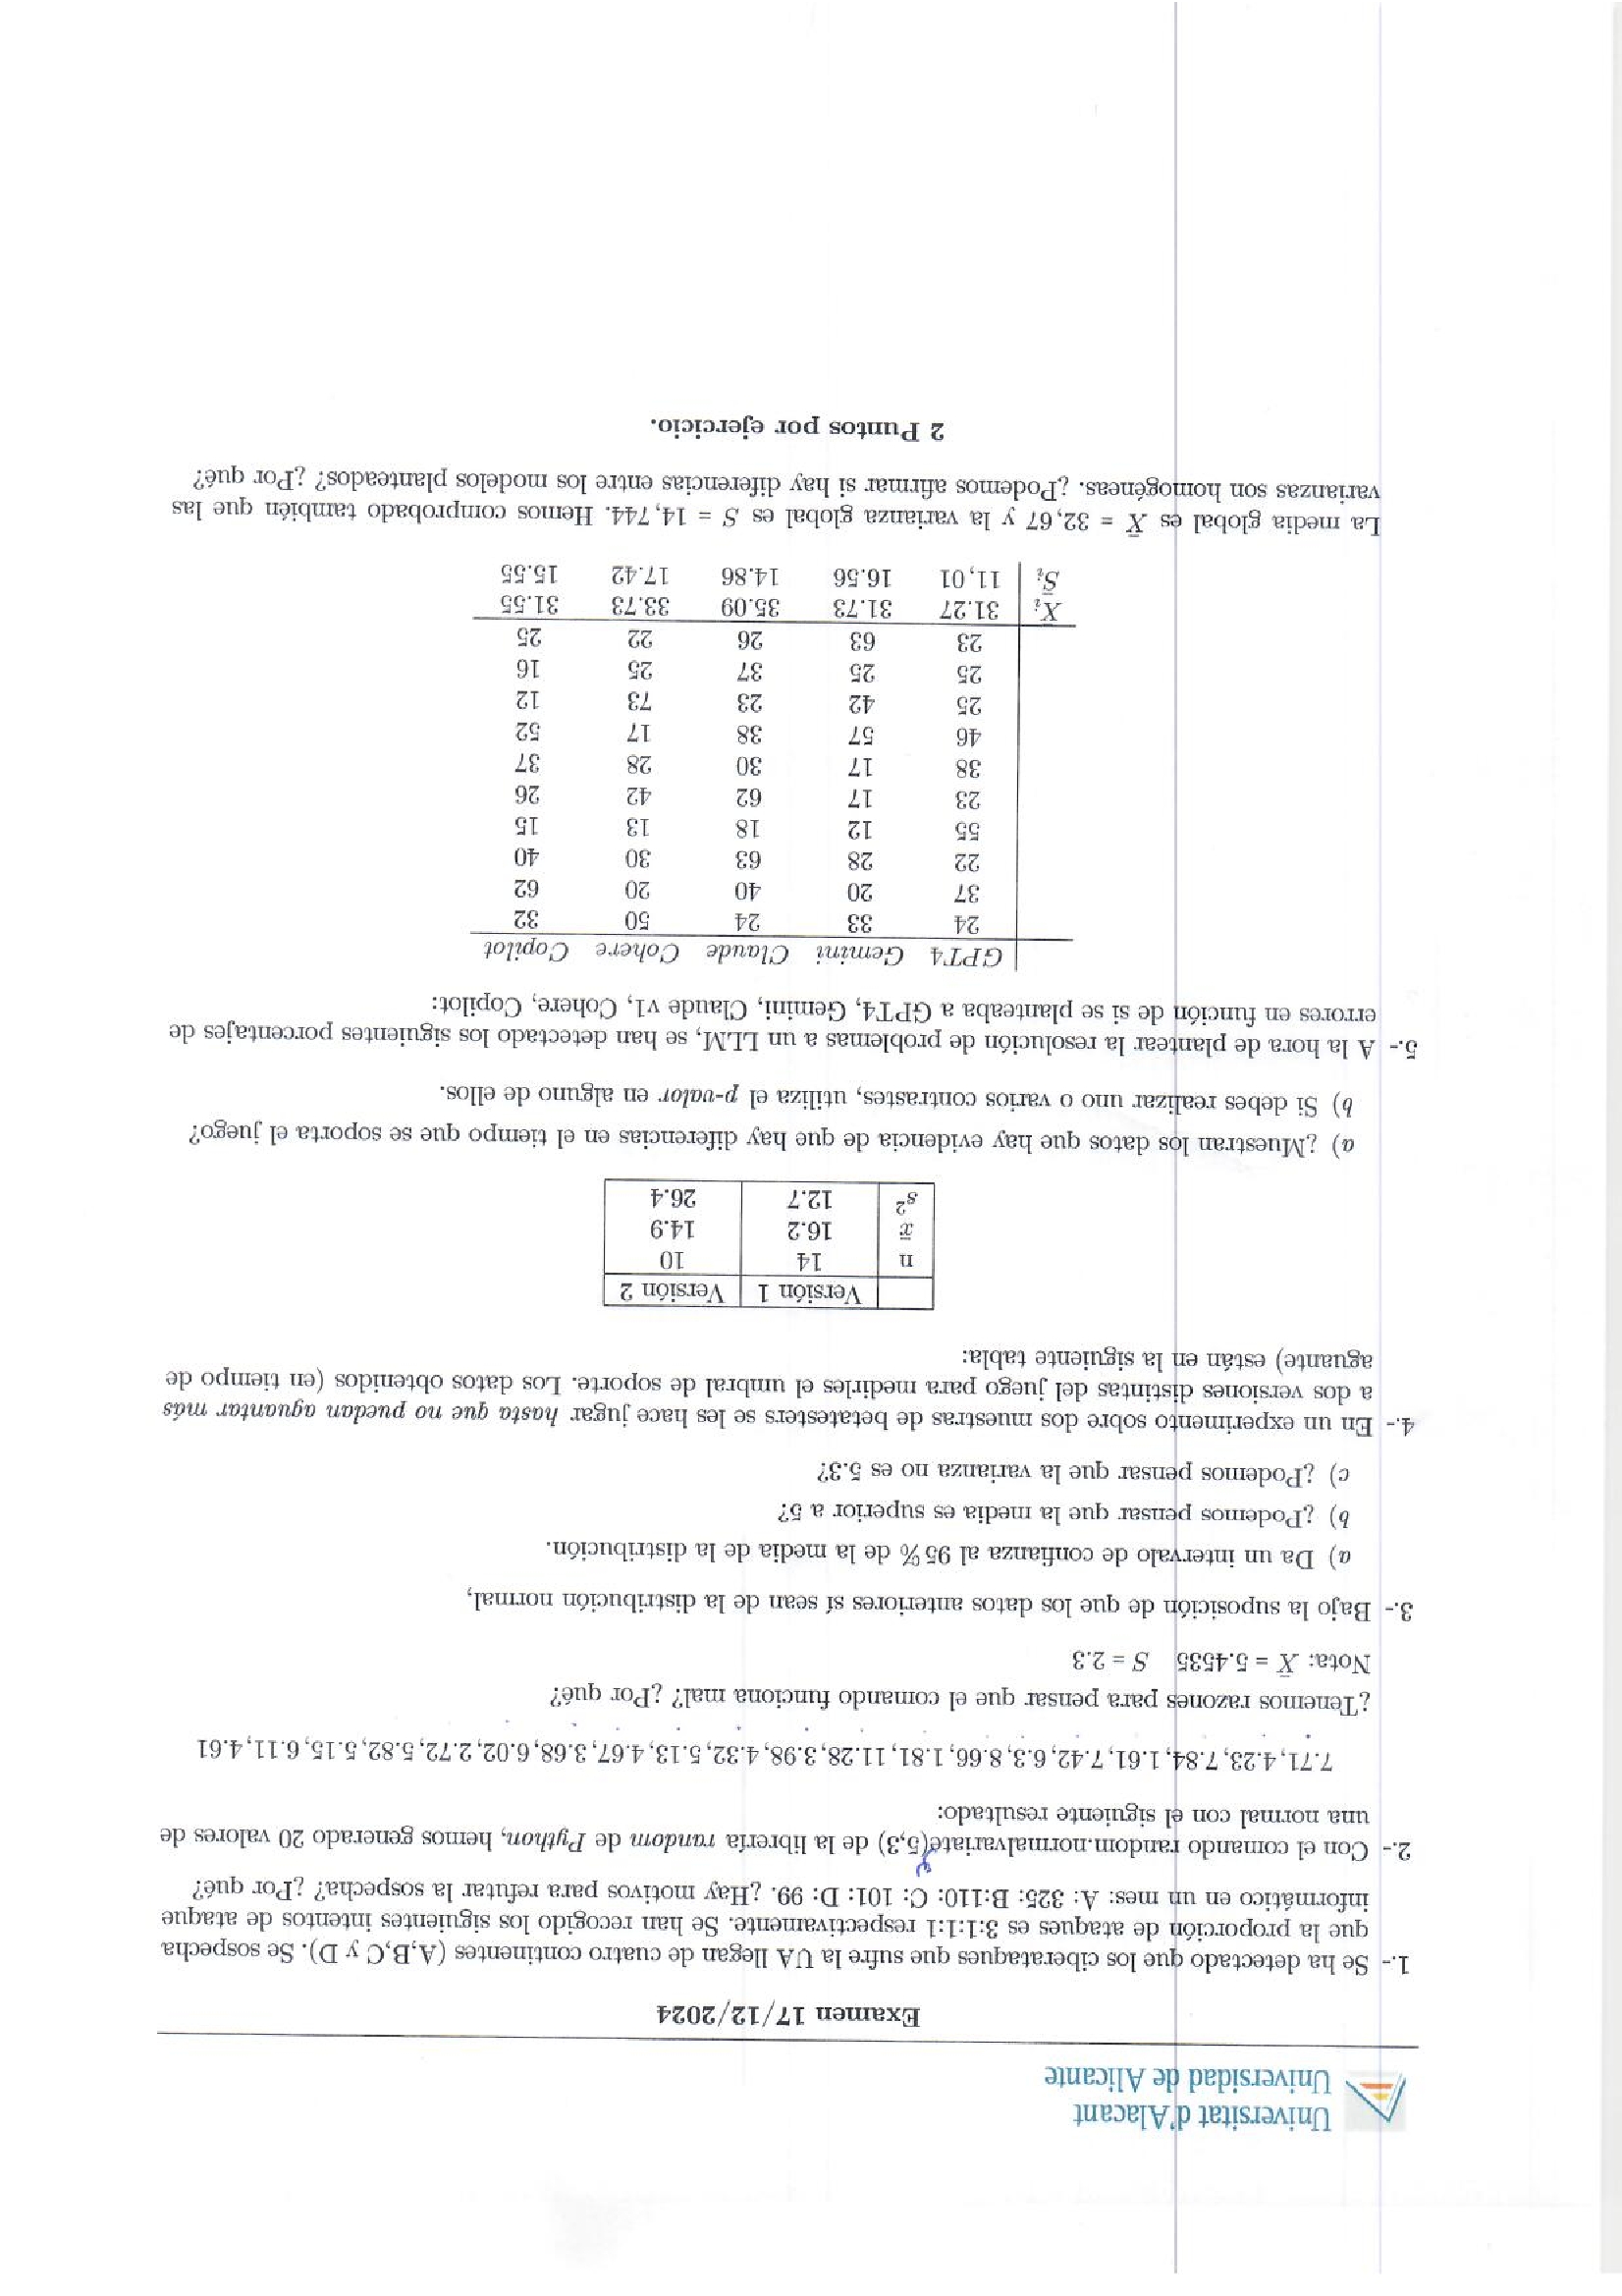 Universitat d'Alacant
Universidad de Alicante
Examen 17/12/2024
1.- Se ha detectado que los ciberataques que sufre la UA llegan de cuatro continentes (A,B,C y D). Se sospecha
que la proporción de ataques es 3:1:1:1 respectivamente. Se han recogido los siguientes intentos de ataque
informático en un mes: A: 325: B:110: C: 101: D: 99. ¿Hay motivos para refutar la sospecha? ¿Por qué?
2.- Con el comando random.normalvariate(5,3) de la librería random de Python, hemos generado 20 valores de
una normal con el siguiente resultado:
7.71, 4.23, 7.84, 1.61, 7.42, 6.3, 8.66, 1.81, 11.28, 3.98, 4.32, 5.13, 4.67, 3.68, 6.02, 2.72, 5.82, 5.15, 6.11, 4.61
¿Tenemos razones para pensar que el comando funciona mal? ¿Por qué?
Nota: X̄ = 5.4535 S = 2.3
3.- Bajo la suposición de que los datos anteriores sí sean de la distribución normal,
a) Da un intervalo de confianza al 95 % de la media de la distribución.
b) ¿Podemos pensar que la media es superior a 5?
c) ¿Podemos pensar que la varianza no es 5.3?
4.- En un experimento sobre dos muestras de betatesters se les hace jugar hasta que no puedan aguantar más
a dos versiones distintas del juego para medirles el umbral de soporte. Los datos obtenidos (en tiempo de
aguante) están en la siguiente tabla:
Versión 1 Versión 2
n 14 10
x̄ 16.2 14.9
s² 12.7 26.4
a) ¿Muestran los datos que hay evidencia de que hay diferencias en el tiempo que se soporta el juego?
b) Si debes realizar uno o varios contrastes, utiliza el p-valor en alguno de ellos.
5.- A la hora de plantear la resolución de problemas a un LLM, se han detectado los siguientes porcentajes de
errores en función de si se planteaba a GPT4, Gemini, Claude v1, Cohere, Copilot:
GPT4 Gemini Claude Cohere Copilot
24 33 24 50 32
37 20 40 20 62
22 28 63 30 40
55 12 18 13 15
23 17 62 42 26
38 17 30 28 37
46 57 38 17 52
25 42 23 73 12
25 25 37 25 16
23 63 26 22 25
X̄i 31.27 31.73 35.09 33.73 31.55
S̄i 11,01 16.56 14.86 17.42 15.55
La media global es X̄ = 32,67 y la varianza global es S = 14,744. Hemos comprobado también que las
varianzas son homogéneas. ¿Podemos afirmar si hay diferencias entre los modelos planteados? ¿Por qué?
2 Puntos por ejercicio.